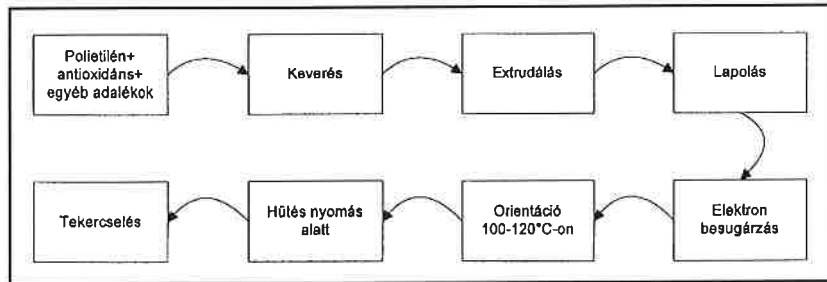 Polietilén+
antioxidáns+
egyéb adalékok
Keverés
Extrudálás
Lapolás
Elektron
besugárzás
Orientáció
100-120°C-on
Hűtés nyomás
alatt
Tekercselés